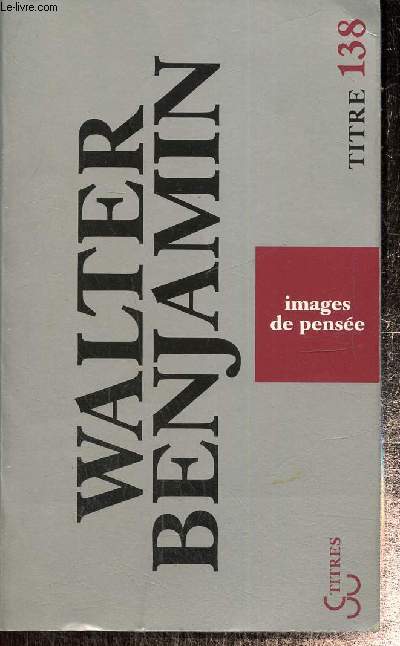 Le-livre.com
WALTER
BENJAMIN
TITRE 138
images
de pensée
TITRES